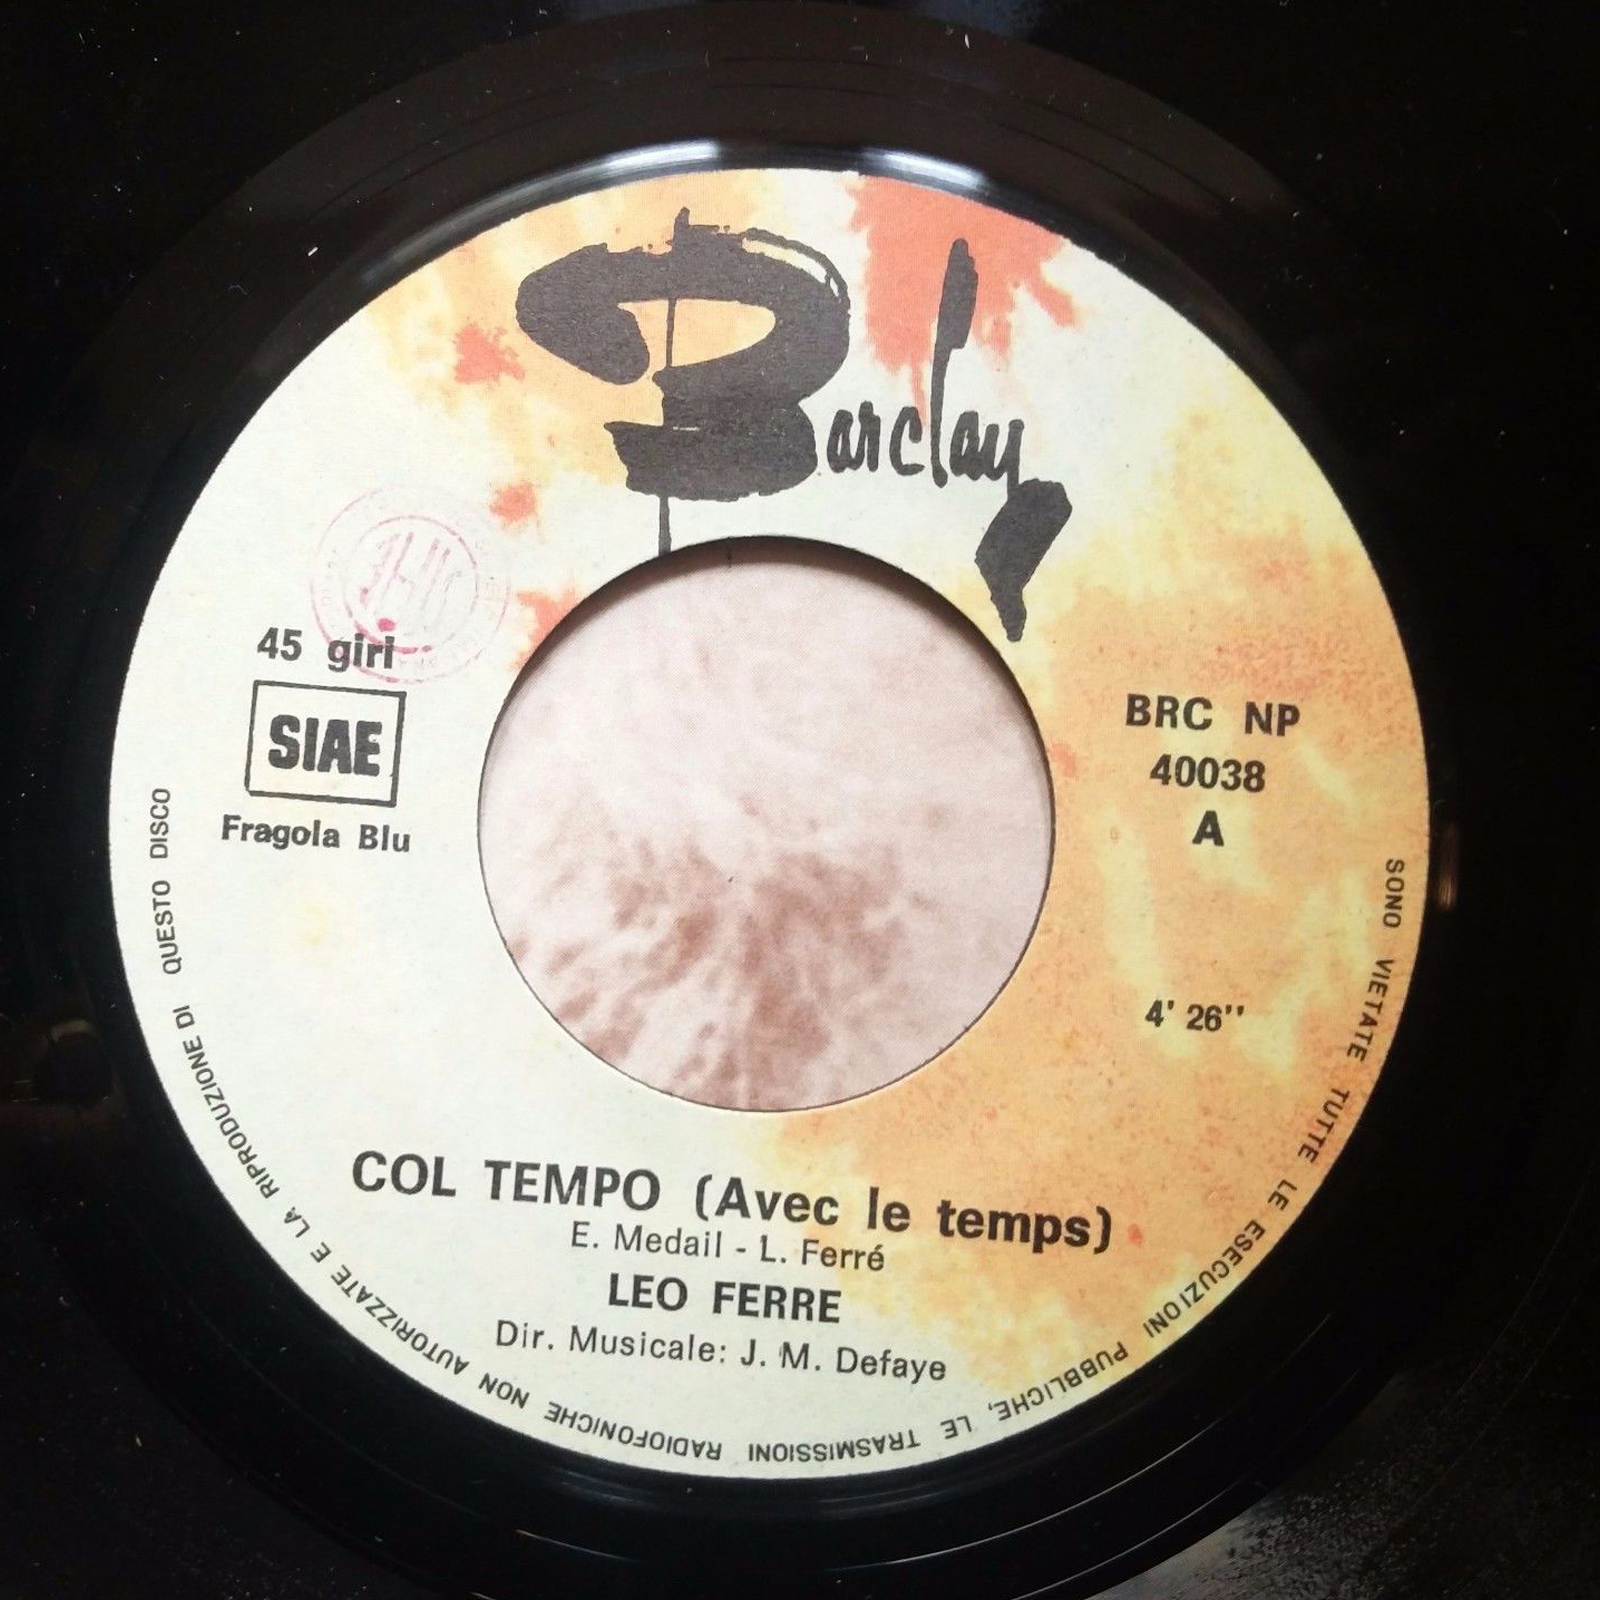 Barclay
45 giri
SIAE
Fragola Blu
BRC NP
40038
A
4' 26''
COL TEMPO (Avec le temps)
E. Medail - L. Ferré
LEO FERRE
Dir. Musicale: J. M. Defaye
SONO VIETATE TUTTE LE ESECUZIONI PUBBLICHE, LE TRASMISSIONI RADIOFONICHE NON AUTORIZZATE E LA RIPRODUZIONE DI QUESTO DISCO